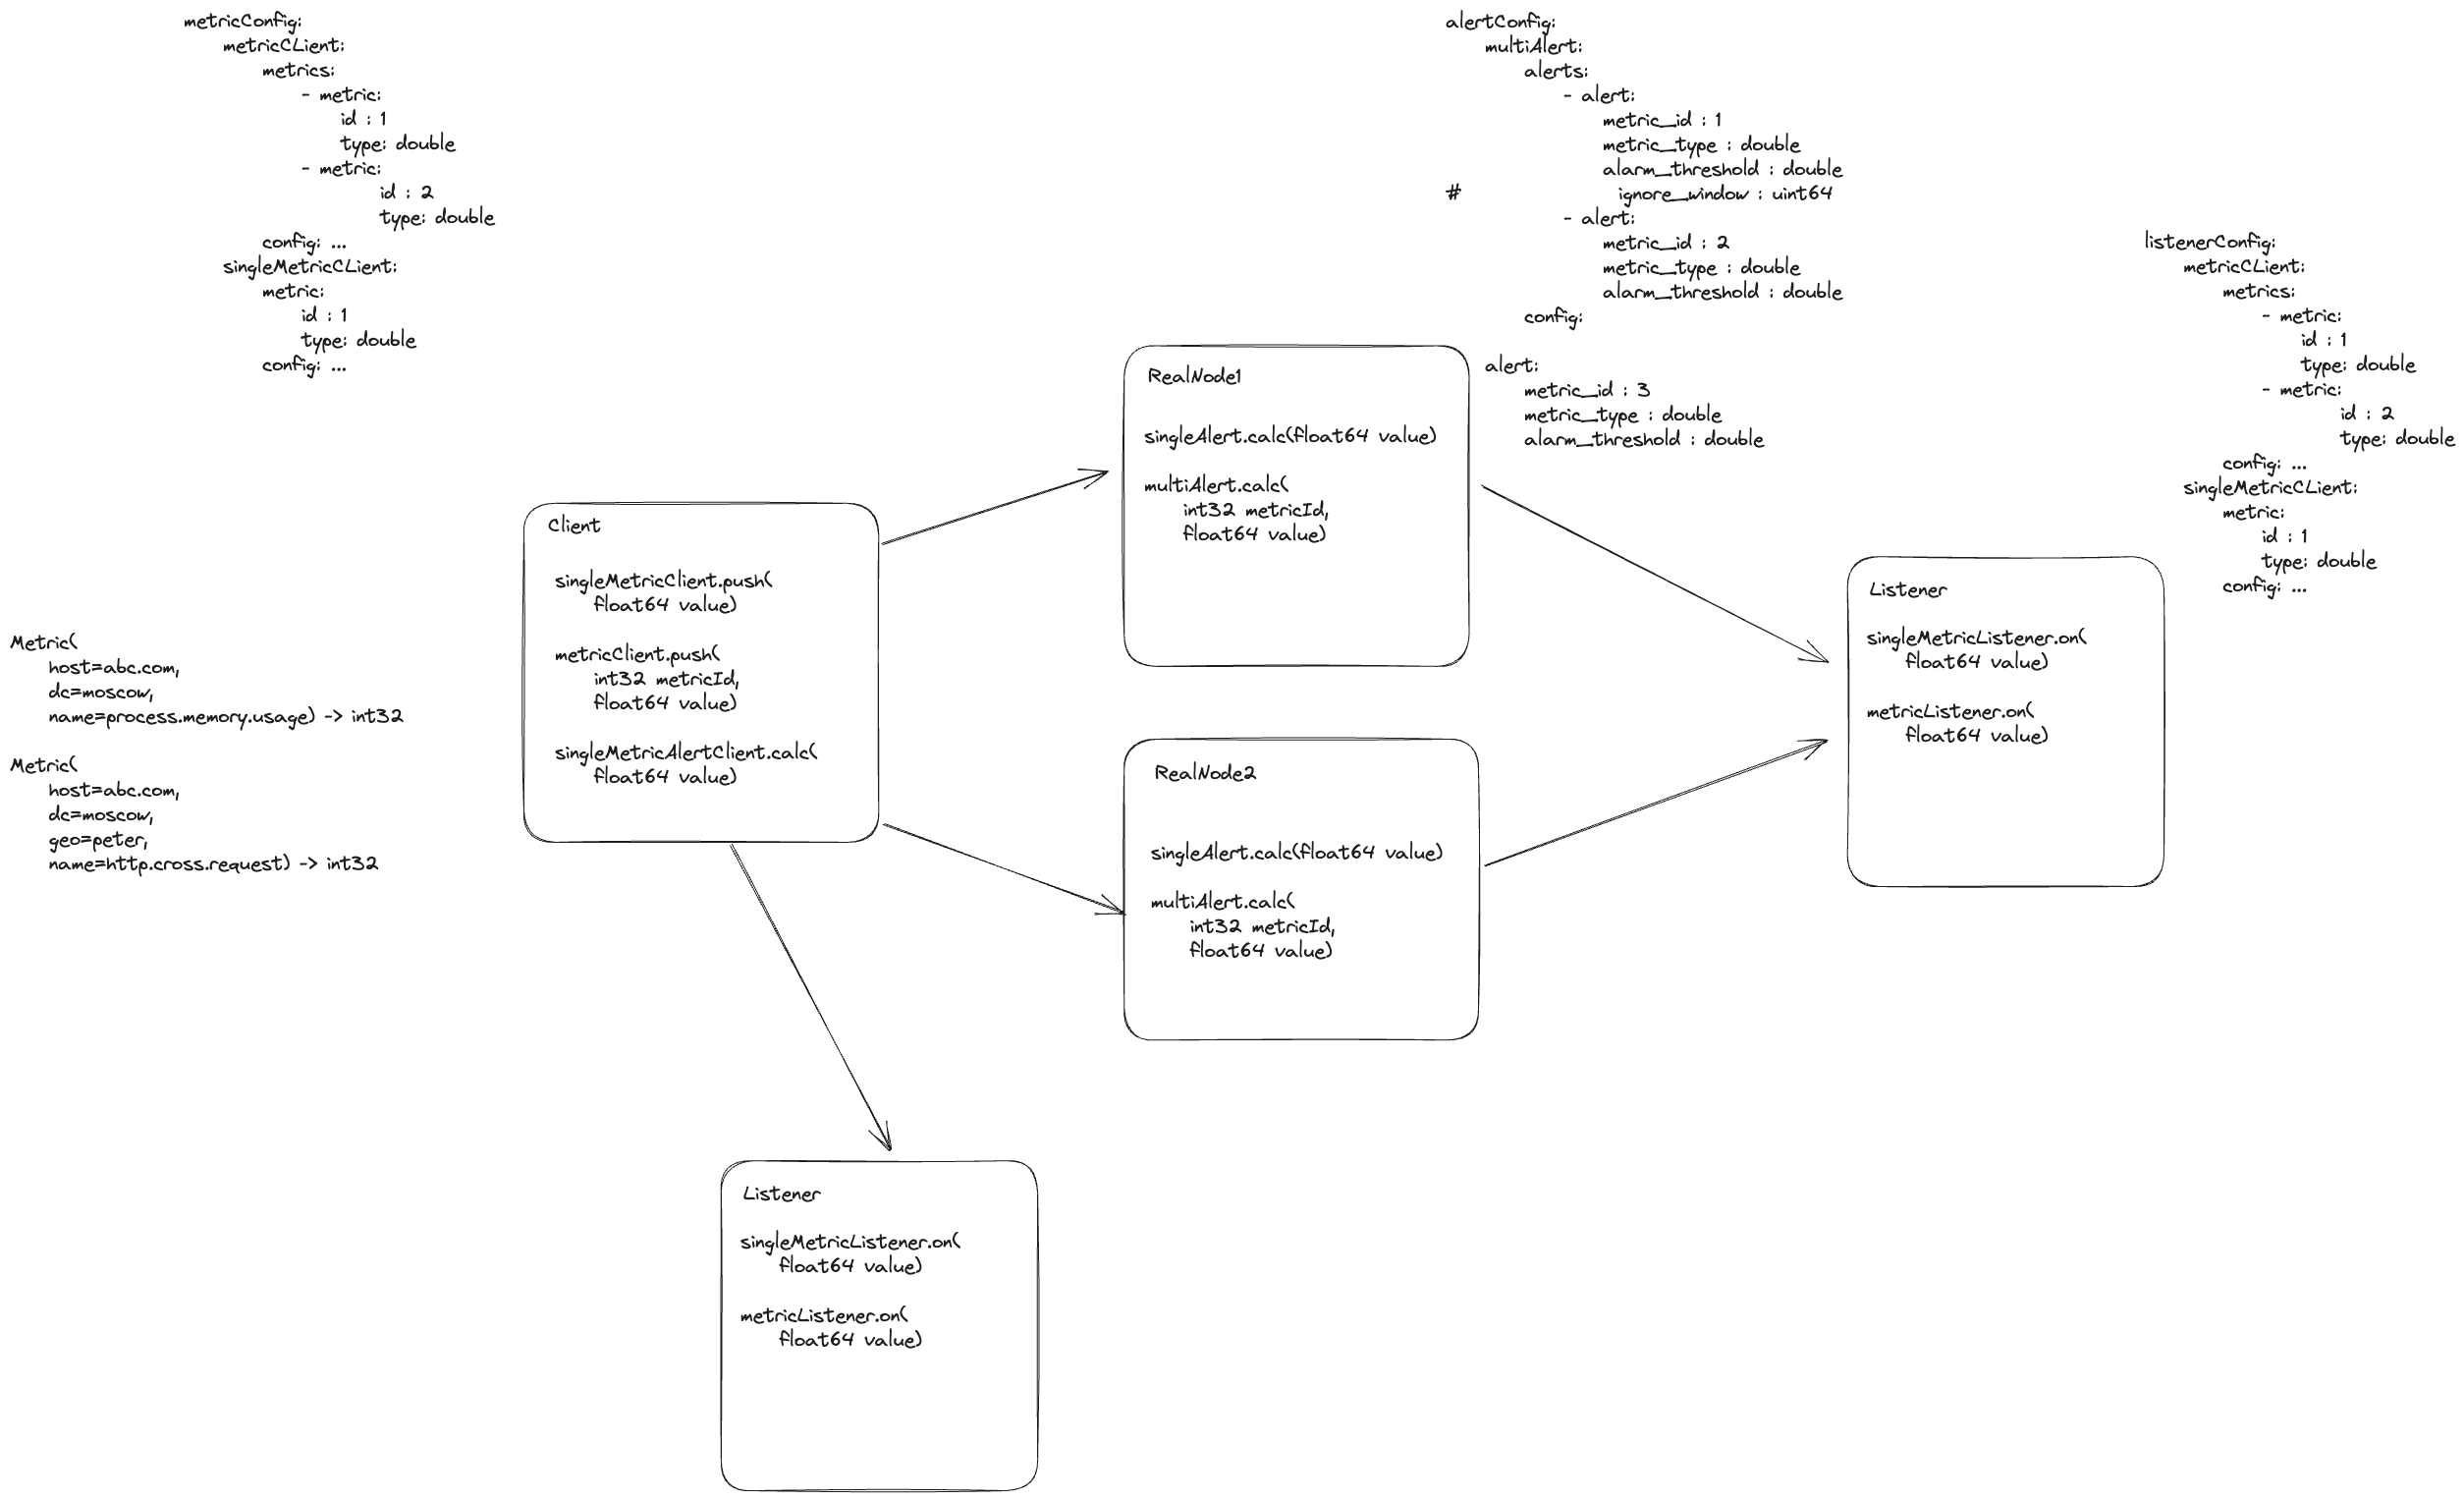 metricConfig:
metricCLient:
metrics:
- metric:
id : 1
type: double
- metric:
id : 2
type: double
config: ...
singleMetricCLient:
metric:
id : 1
type: double
config: ...
alertConfig:
multiAlert:
alerts:
- alert:
metric_id : 1
metric_type : double
alarm_threshold : double
# ignore_window : uint64
- alert:
metric_id : 2
metric_type : double
alarm_threshold : double
config:
alert:
metric_id : 3
metric_type : double
alarm_threshold : double
listenerConfig:
metricCLient:
metrics:
- metric:
id : 1
type: double
- metric:
id : 2
type: double
config: ...
singleMetricCLient:
metric:
id : 1
type: double
config: ...
Metric(
host=abc.com,
dc=moscow,
name=process.memory.usage) -> int32
Metric(
host=abc.com,
dc=moscow,
geo=peter,
name=http.cross.request) -> int32
Client
singleMetricClient.push(
float64 value)
metricClient.push(
int32 metricId,
float64 value)
singleMetricAlertClient.calc(
float64 value)
RealNode1
singleAlert.calc(float64 value)
multiAlert.calc(
int32 metricId,
float64 value)
RealNode2
singleAlert.calc(float64 value)
multiAlert.calc(
int32 metricId,
float64 value)
Listener
singleMetricListener.on(
float64 value)
metricListener.on(
float64 value)
Listener
singleMetricListener.on(
float64 value)
metricListener.on(
float64 value)